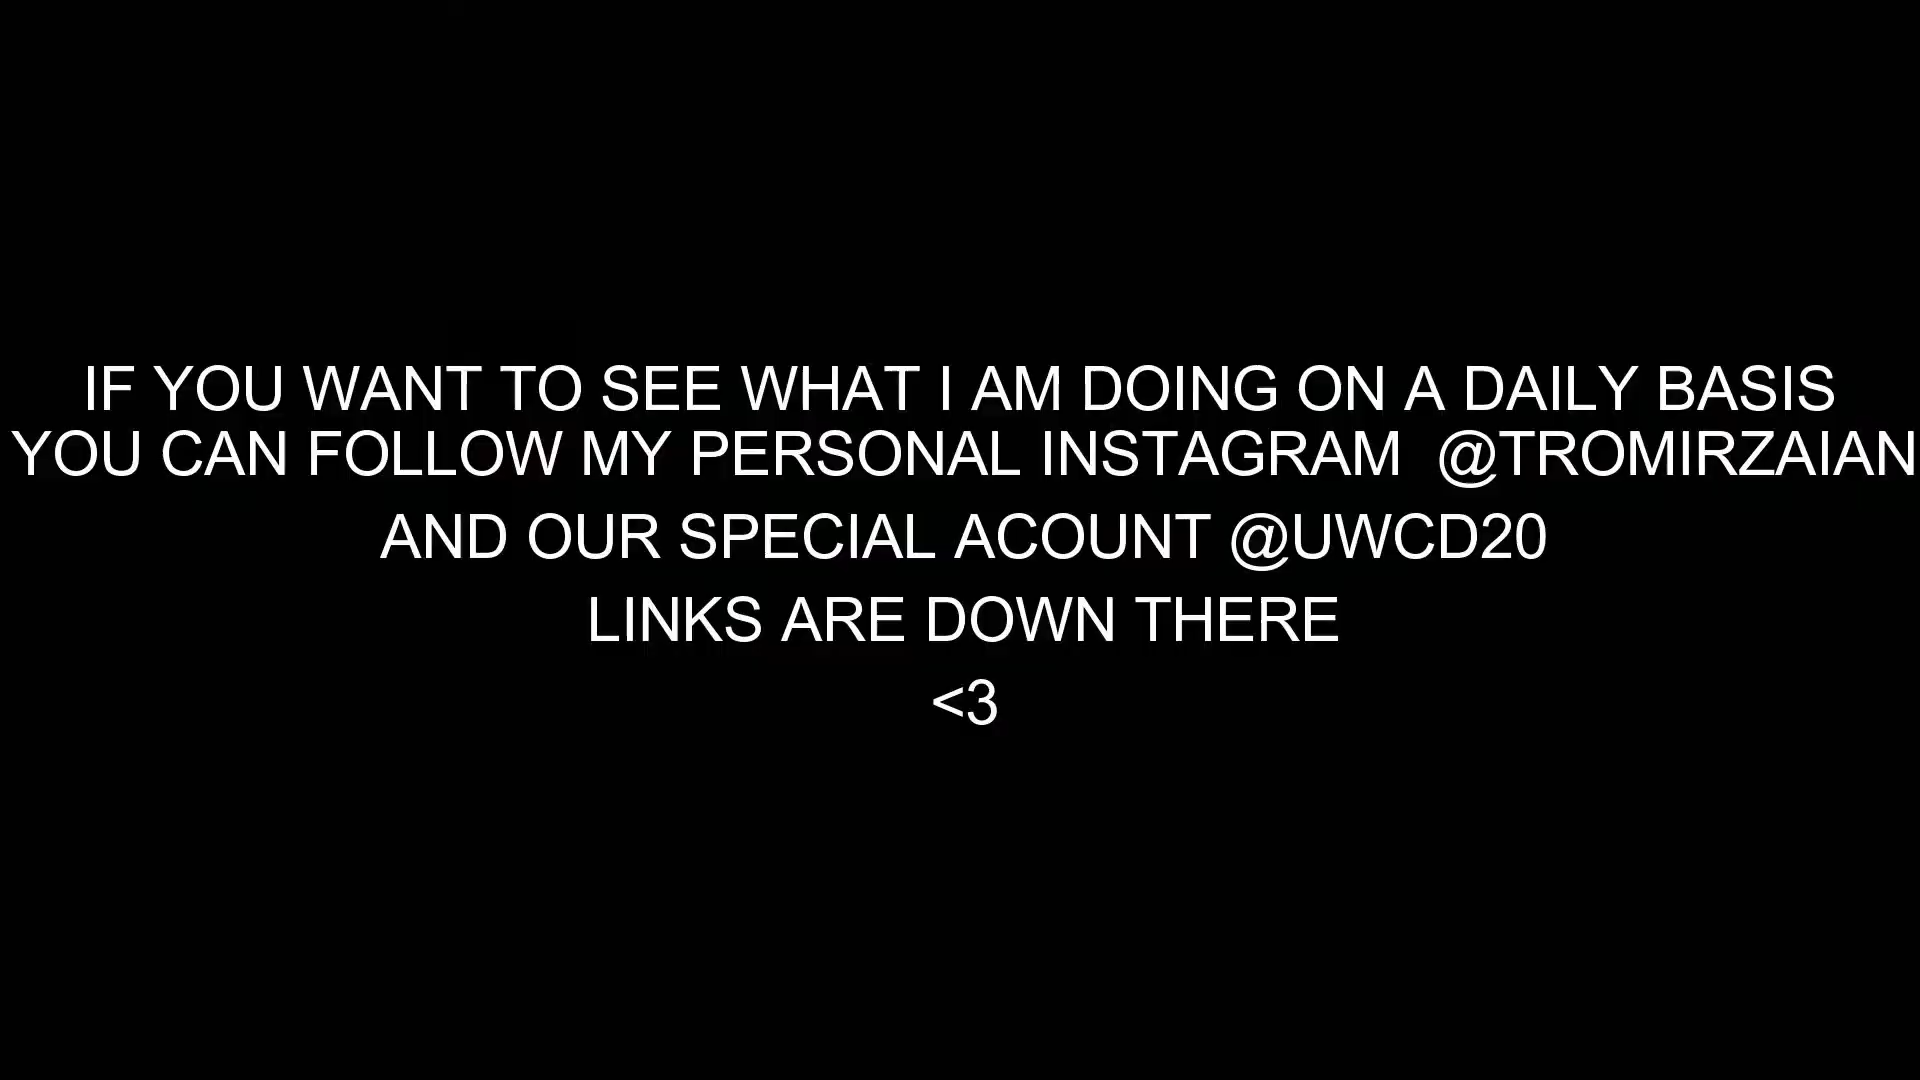 IF YOU WANT TO SEE WHAT I AM DOING ON A DAILY BASIS
YOU CAN FOLLOW MY PERSONAL INSTAGRAM  @TROMIRZAIAN
AND OUR SPECIAL ACOUNT @UWCD20
LINKS ARE DOWN THERE
<3